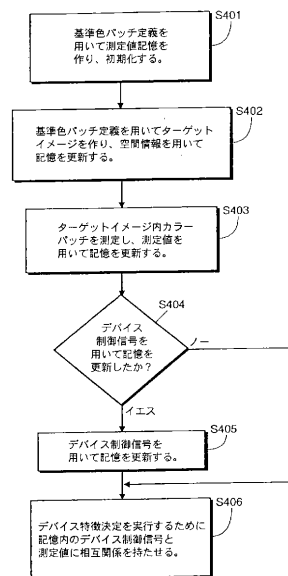 S401
基準色パッチ定義を
用いて測定値記憶を
作り、初期化する。
S402
基準色パッチ定義を用いてターゲット
イメージを作り、空間情報を用いて
記憶を更新する。
S403
ターゲットイメージ内カラー
パッチを測定し、測定値を
用いて記憶を更新する。
S404
デバイス
制御信号を
用いて記憶を
更新したか?
ノー
イエス
S405
デバイス制御信号を
用いて記憶を更新する。
S406
デバイス特徴決定を実行するために
記憶内のデバイス制御信号と
測定値に相互関係を持たせる。